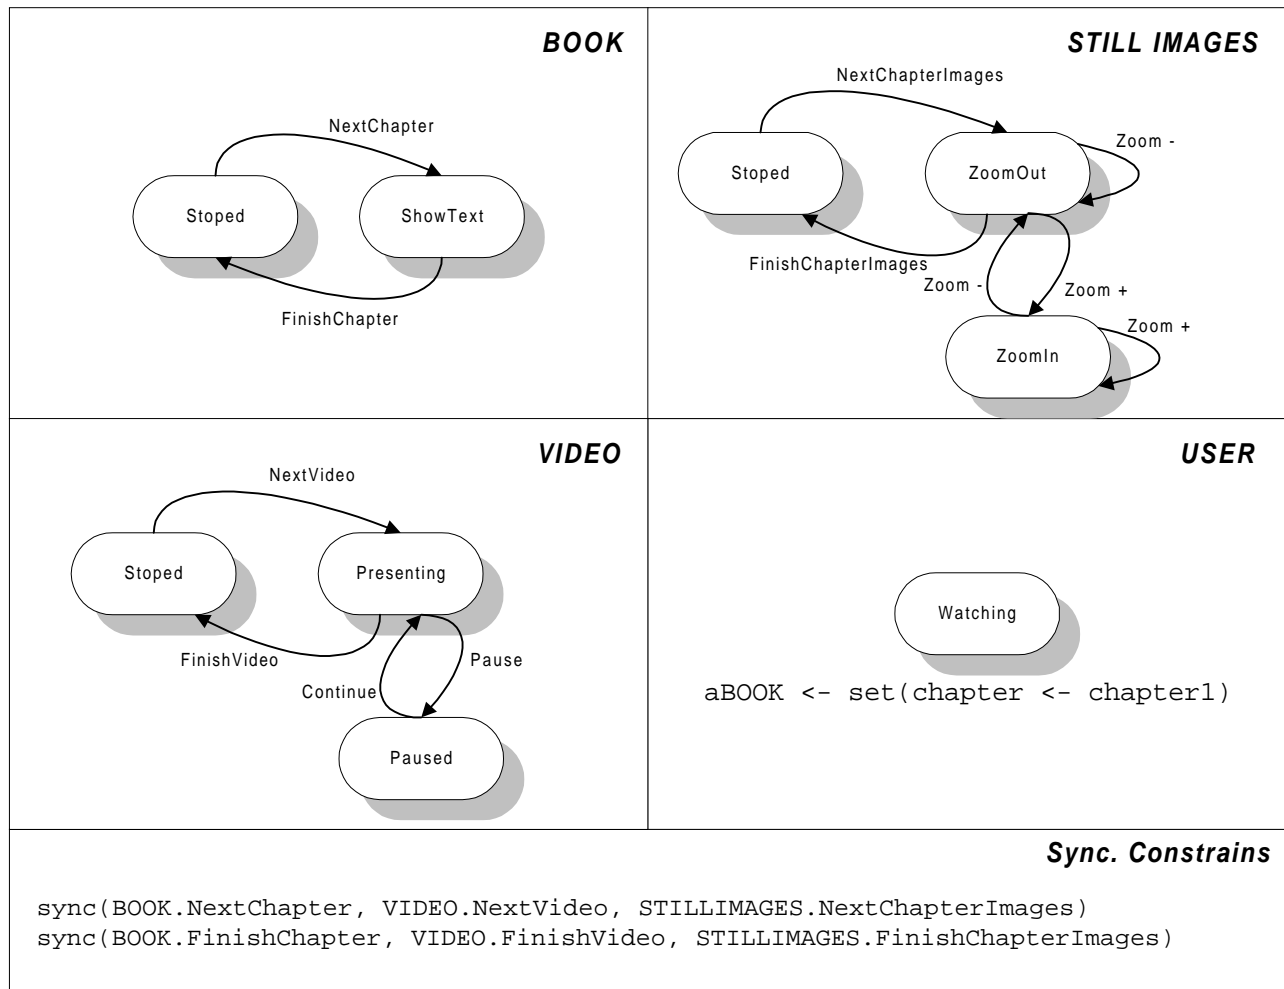 BOOK
NextChapter
Stoped
ShowText
FinishChapter
STILL IMAGES
NextChapterImages
Zoom -
Stoped
ZoomOut
FinishChapterImages
Zoom -
Zoom +
Zoom +
ZoomIn
VIDEO
NextVideo
Stoped
Presenting
FinishVideo
Pause
Continue
Paused
USER
Watching
aBOOK <- set(chapter <- chapter1)
Sync. Constrains
sync(BOOK.NextChapter, VIDEO.NextVideo, STILLIMAGES.NextChapterImages)
sync(BOOK.FinishChapter, VIDEO.FinishVideo, STILLIMAGES.FinishChapterImages)